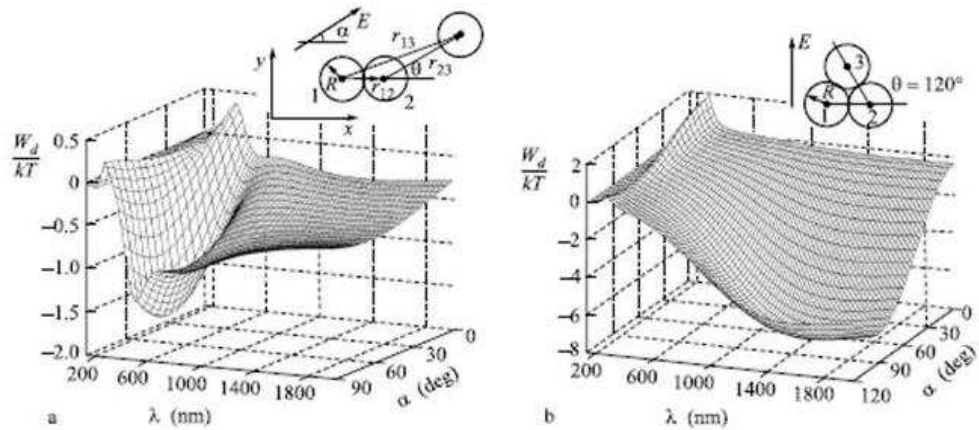 E
α
r13
r23
θ
y
R
r12
1
2
x
Wd
kT
0.5
0
−0.5
−1.0
−1.5
−2.0
200
600
1000
1400
1800
90
60
30
0
α (deg)
λ (nm)
a
E
3
R
θ = 120°
1
2
Wd
kT
2
0
−2
−4
−6
−8
200
600
1000
1400
1800
120
90
60
30
0
α (deg)
λ (nm)
b